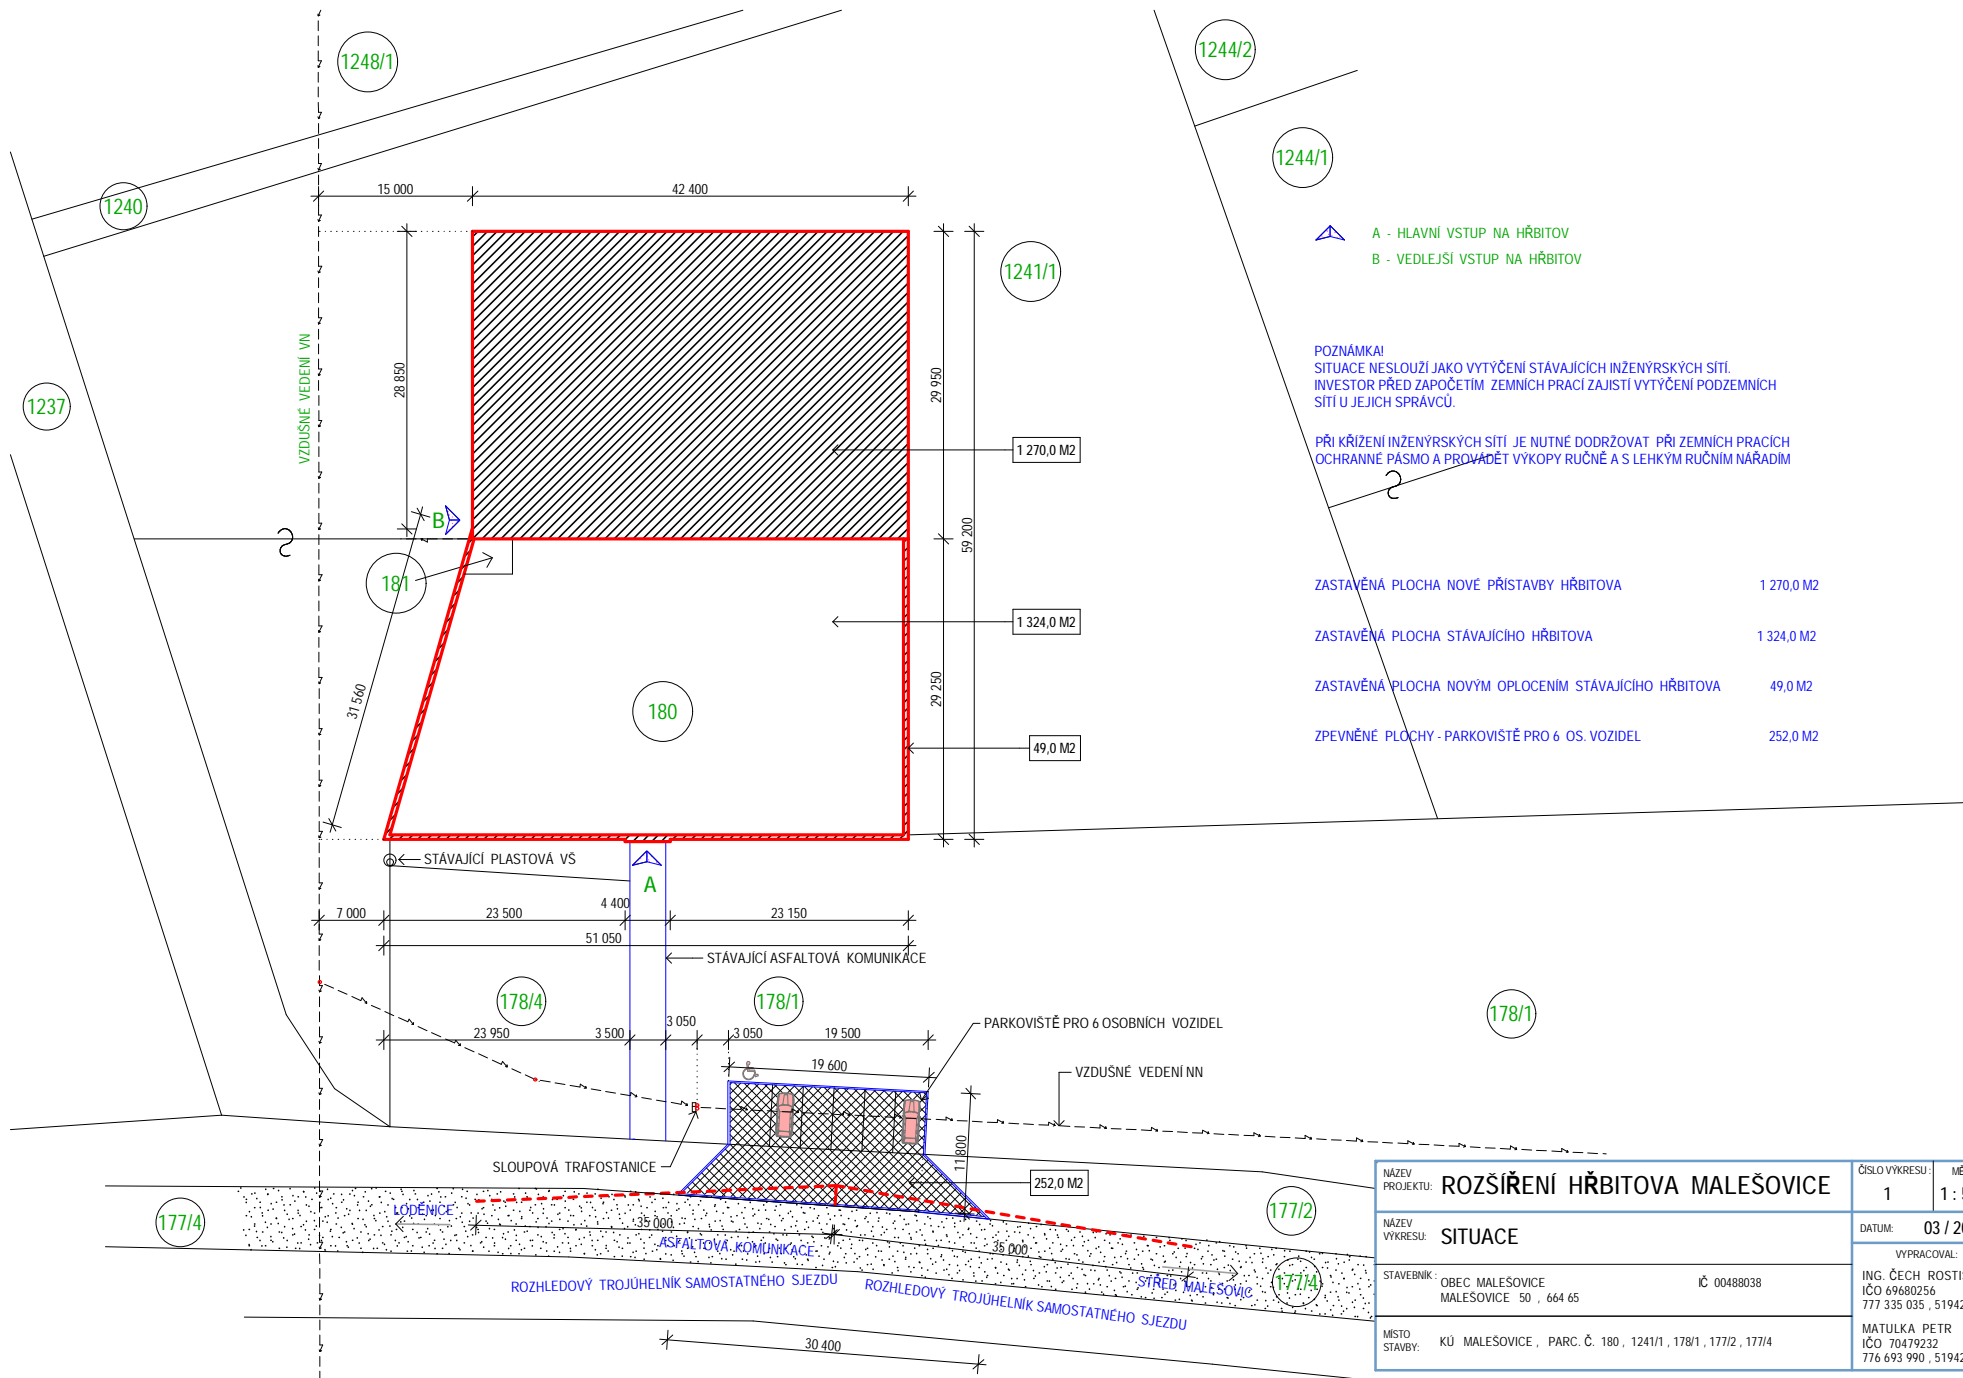 1248/1
1244/2
1244/1
1240
15 000
42 400
A - HLAVNÍ VSTUP NA HŘBITOV
B - VEDLEJŠÍ VSTUP NA HŘBITOV
1241/1
VZDUŠNÉ VEDENÍ VN
28 850
29 950
59 200
1237
POZNÁMKA!
SITUACE NESLOUŽÍ JAKO VYTÝČENÍ STÁVAJÍCÍCH INŽENÝRSKÝCH SÍTÍ.
INVESTOR PŘED ZAPOČETÍM ZEMNÍCH PRACÍ ZAJISTÍ VYTÝČENÍ PODZEMNÍCH
SÍTÍ U JEJICH SPRÁVCŮ.
PŘI KŘÍŽENÍ INŽENÝRSKÝCH SÍTÍ JE NUTNÉ DODRŽOVAT PŘI ZEMNÍCH PRACÍCH
OCHRANNÉ PÁSMO A PROVÁDĚT VÝKOPY RUČNĚ A S LEHKÝM RUČNÍM NÁŘADÍM
1 270,0 M2
B
181
1 324,0 M2
31 560
29 250
180
49,0 M2
ZASTAVĚNÁ PLOCHA NOVÉ PŘÍSTAVBY HŘBITOVA 1 270,0 M2
ZASTAVĚNÁ PLOCHA STÁVAJÍCÍHO HŘBITOVA 1 324,0 M2
ZASTAVĚNÁ PLOCHA NOVÝM OPLOCENÍM STÁVAJÍCÍHO HŘBITOVA 49,0 M2
ZPEVNĚNÉ PLOCHY - PARKOVIŠTĚ PRO 6 OS. VOZIDEL 252,0 M2
STÁVAJÍCÍ PLASTOVÁ VŠ
A
7 000
23 500
4 400
23 150
51 050
STÁVAJÍCÍ ASFALTOVÁ KOMUNIKACE
178/4
178/1
178/1
23 950
3 500
3 050
3 050
19 500
PARKOVIŠTĚ PRO 6 OSOBNÍCH VOZIDEL
19 600
VZDUŠNÉ VEDENÍ NN
11 800
SLOUPOVÁ TRAFOSTANICE
252,0 M2
177/4
LODĚNICE
35 000
ASFALTOVÁ KOMUNIKACE
35 000
STŘED MALEŠOVIC
177/2
177/4
ROZHLEDOVÝ TROJÚHELNÍK SAMOSTATNÉHO SJEZDU
ROZHLEDOVÝ TROJÚHELNÍK SAMOSTATNÉHO SJEZDU
30 400
NÁZEV
PROJEKTU: ROZŠÍŘENÍ HŘBITOVA MALEŠOVICE
ČÍSLO VÝKRESU:
1
1 :
NÁZEV
VÝKRESU: SITUACE
DATUM: 03 /
STAVEBNÍK: OBEC MALEŠOVICE IČ 00488038
MALEŠOVICE 50 , 664 65
VYPRACOVAL:
ING. ČECH
IČO 69680256
777 335 035 ,
MÍSTO
STAVBY: KÚ MALEŠOVICE , PARC. Č. 180 , 1241/1 , 178/1 , 177/2 , 177/4
MATULKA PETR
IČO 70479232
776 693 990 ,